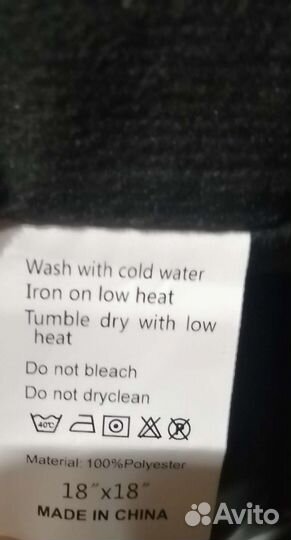 Wash with cold water
Iron on low heat
Tumble dry with low
heat
Do not bleach
Do not dryclean
40℃ P
Material: 100%Polyester
18″x18″
MADE IN CHINA
Avito